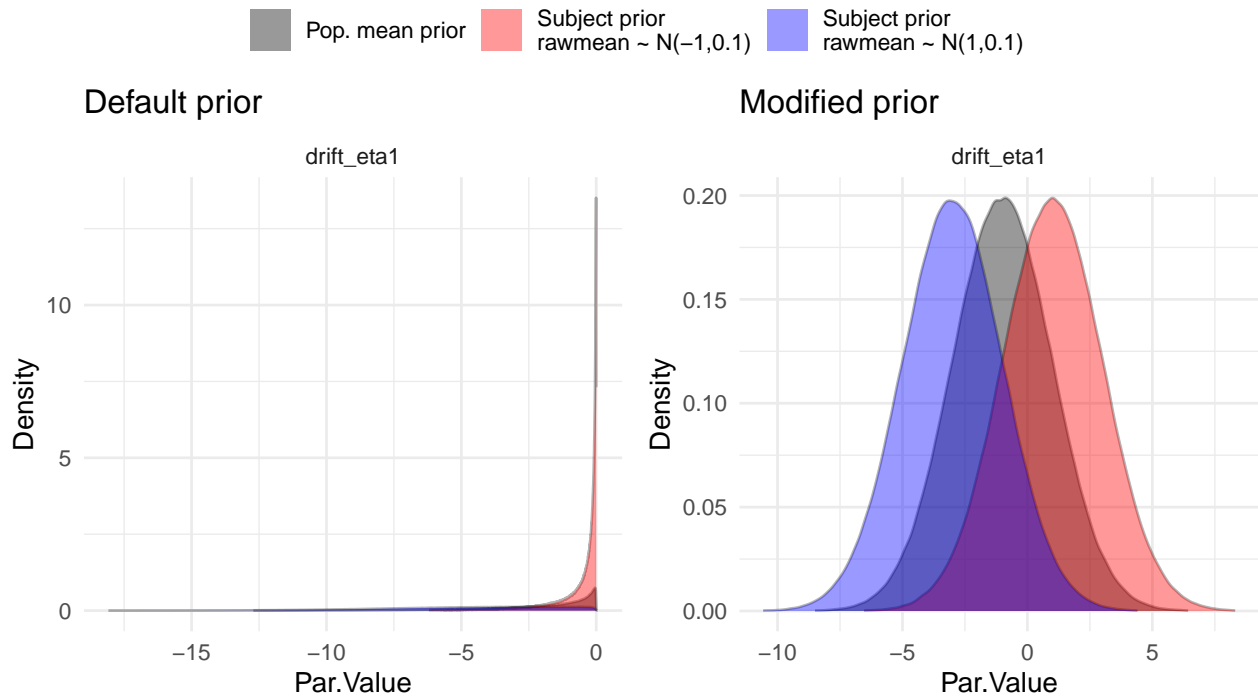 Pop. mean prior
Subject prior
rawmean ~ N(−1,0.1)
Subject prior
rawmean ~ N(1,0.1)
Default prior
drift_eta1
Density
10
5
0
−15
−10
−5
0
Par.Value
Modified prior
drift_eta1
Density
0.20
0.15
0.10
0.05
0.00
−10
−5
0
5
Par.Value